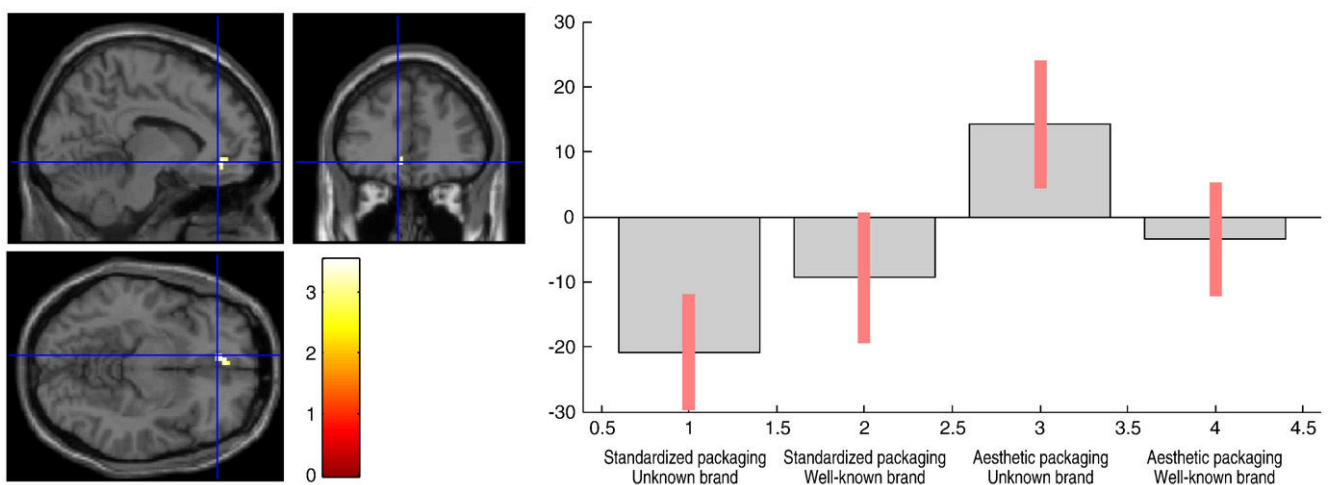 3
2
1
0
30
20
10
0
-10
-20
-30
0.5 1 1.5 2 2.5 3 3.5 4 4.5
Standardized packaging
Unknown brand
Standardized packaging
Well-known brand
Aesthetic packaging
Unknown brand
Aesthetic packaging
Well-known brand